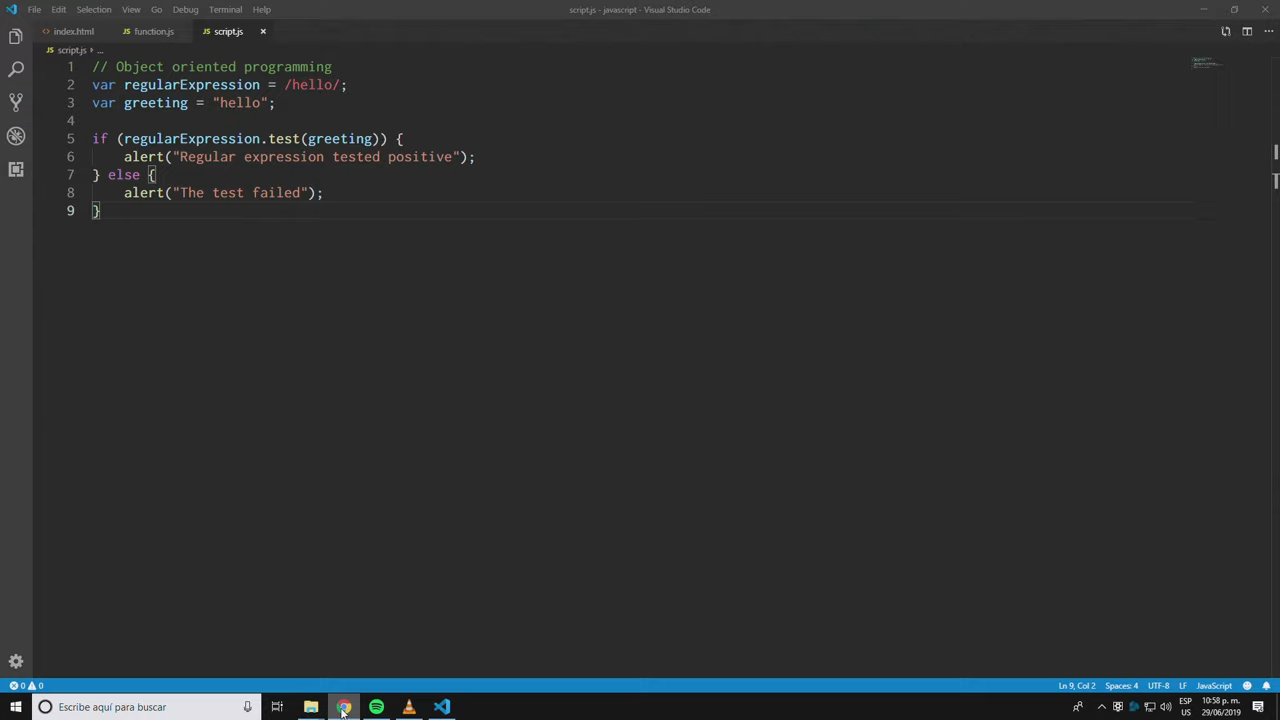 File Edit Selection View Go Debug Terminal Help script.js - javascript - Visual Studio Code
index.html JS function.js JS script.js ×
JS script.js › ...
1 // Object oriented programming
2 var regularExpression = /hello/;
3 var greeting = "hello";
4
5 if (regularExpression.test(greeting)) {
6 alert("Regular expression tested positive");
7 } else {
8 alert("The test failed");
9 }
0 0 Ln 9, Col 2 Spaces: 4 UTF-8 LF JavaScript
Escribe aquí para buscar ESP 10:58 p. m.
US 29/06/2019